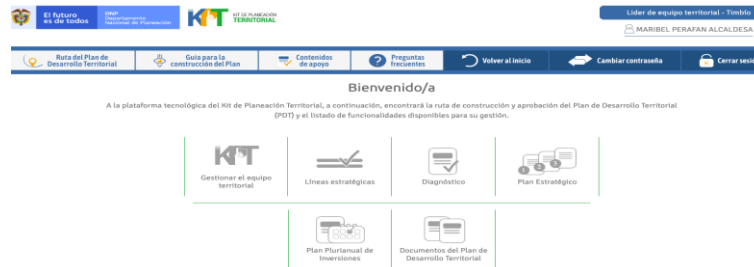 El futuro
es de todos
DNP
Departamento
Nacional de Planeación
KIT DE PLANEACIÓN
TERRITORIAL
Líder de equipo territorial - Timbío
MARIBEL PERAFAN ALCALDESA
Ruta del Plan de
Desarrollo Territorial
Guía para la
construcción del Plan
Contenidos
de apoyo
Preguntas
frecuentes
Volver al inicio
Cambiar contraseña
Cerrar sesió
Bienvenido/a
A la plataforma tecnológica del Kit de Planeación Territorial, a continuación, encontrará la ruta de construcción y aprobación del Plan de Desarrollo Territorial
(PDT) y el listado de funcionalidades disponibles para su gestión.
Gestionar el equipo
territorial
Líneas estratégicas
Diagnóstico
1 2 3
Plan Estratégico
Plan Plurianual de
Inversiones
Documentos del Plan de
Desarrollo Territorial